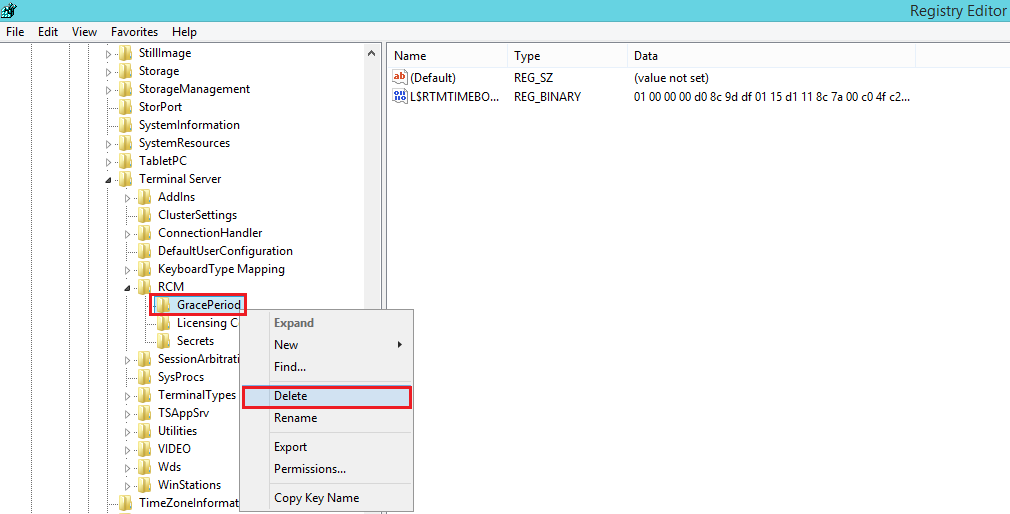 Registry Editor
File Edit View Favorites Help
StillImage
Storage
StorageManagement
StorPort
SystemInformation
SystemResources
TabletPC
Terminal Server
AddIns
ClusterSettings
ConnectionHandler
DefaultUserConfiguration
KeyboardType Mapping
RCM
GracePeriod
Licensing C
Secrets
SessionArbitrati
SysProcs
TerminalTypes
TSAppSrv
Utilities
VIDEO
Wds
WinStations
TimeZoneInformat
Name Type Data
(Default) REG_SZ (value not set)
L$RTMTIMEBO... REG_BINARY 01 00 00 00 d0 8c 9d df 01 15 d1 11 8c 7a 00 c0 4f c2...
Expand
New
Find...
Delete
Rename
Export
Permissions...
Copy Key Name